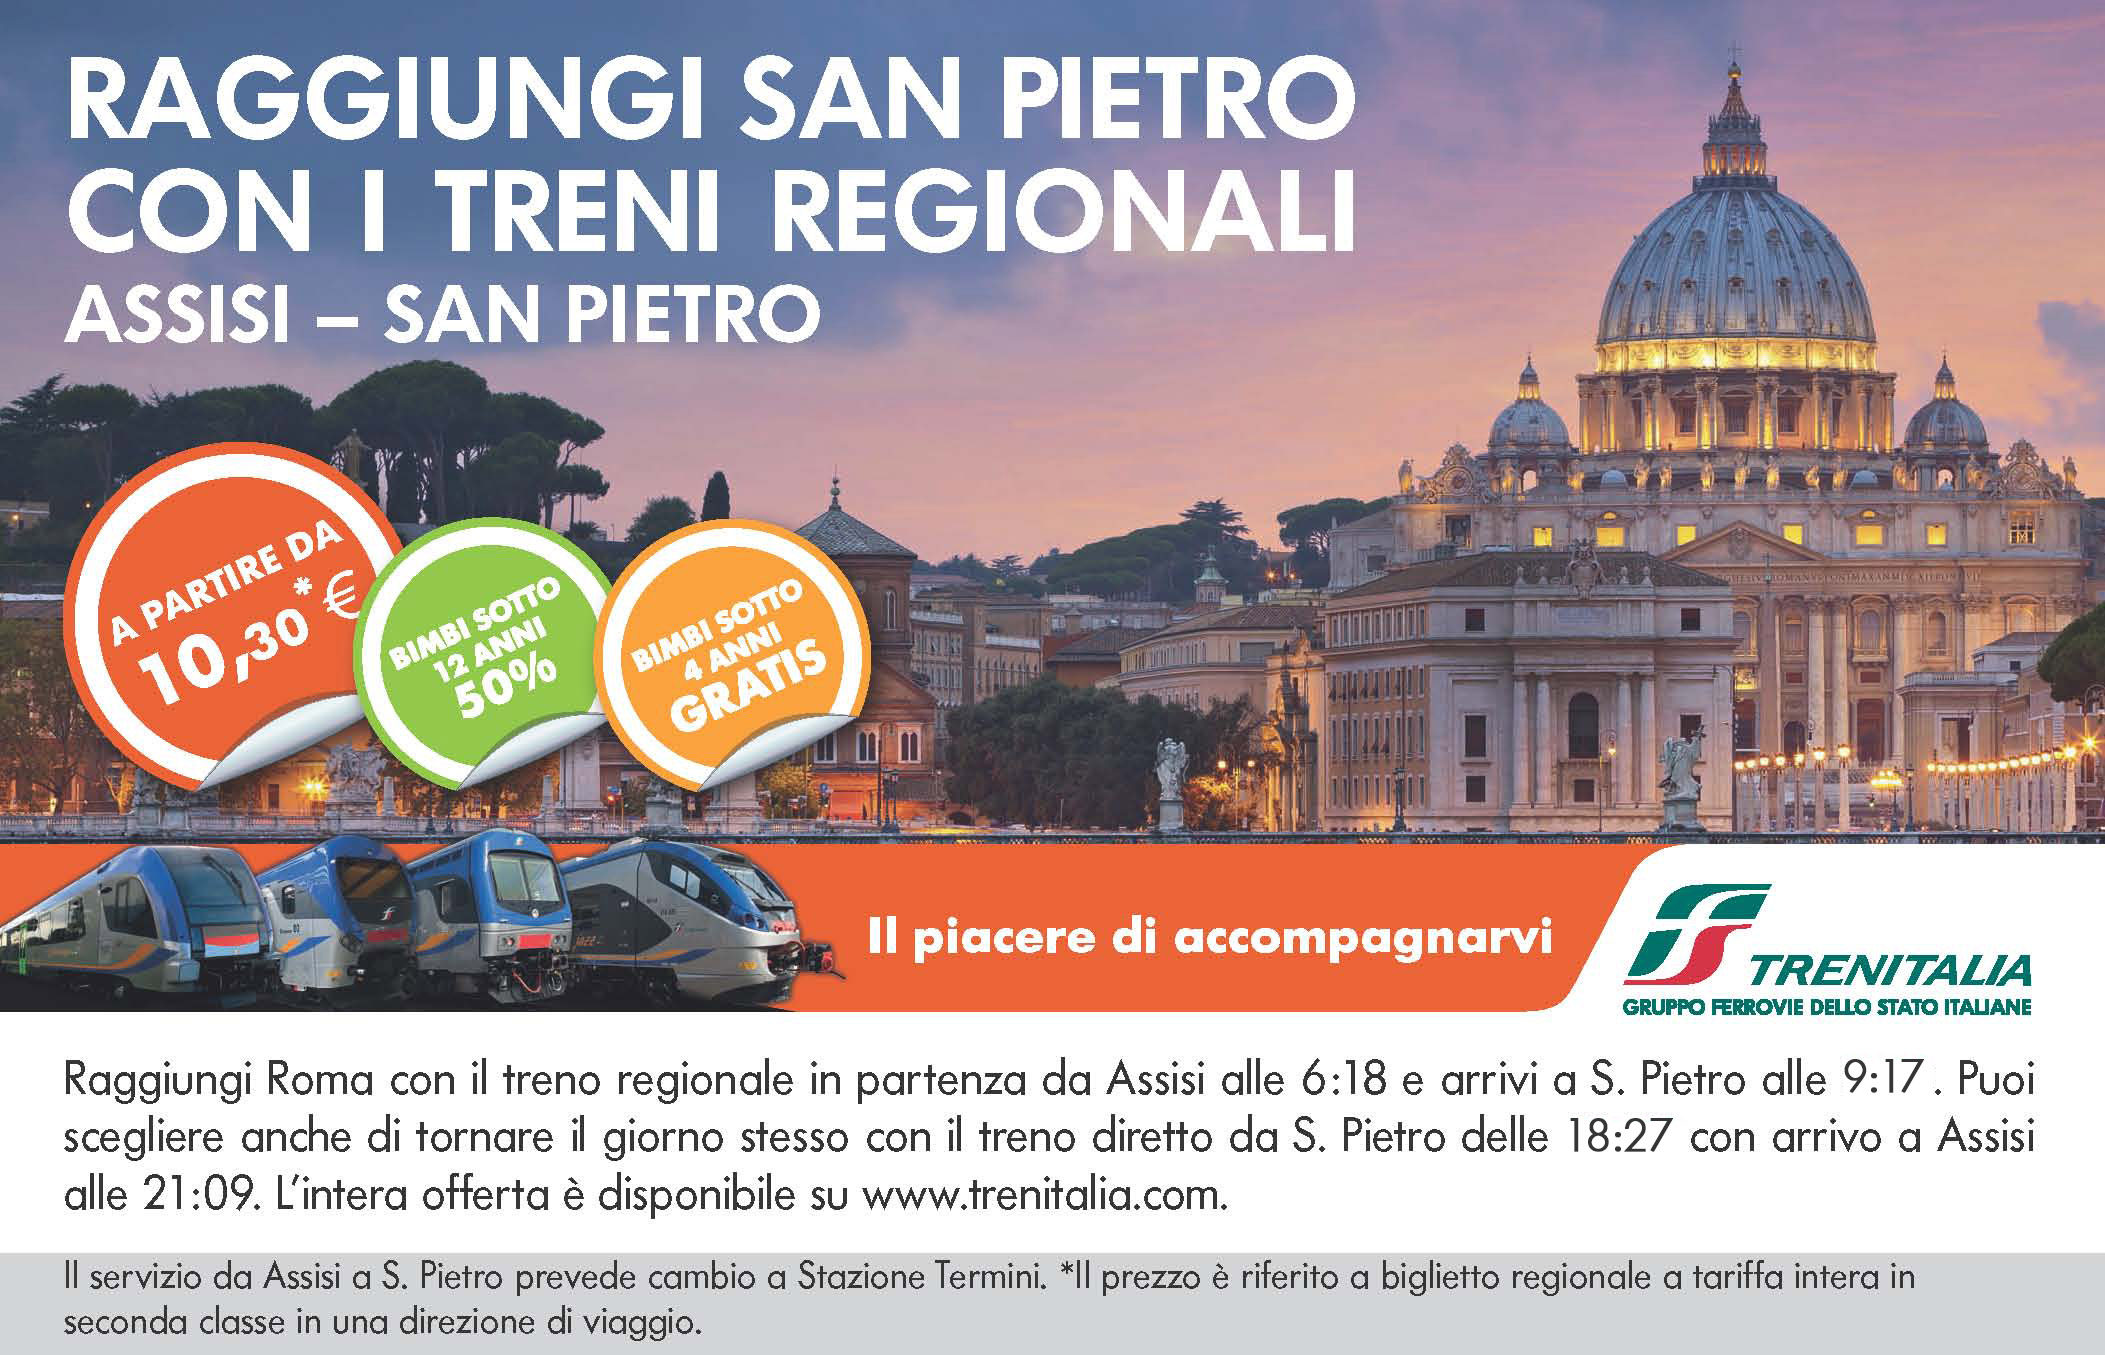 RAGGIUNGI SAN PIETRO
CON I TRENI REGIONALI
ASSISI – SAN PIETRO
A PARTIRE DA
10,30* €
BIMBI SOTTO
12 ANNI
50%
BIMBI SOTTO
4 ANNI
GRATIS
Il piacere di accompagnarvi
TRENITALIA
GRUPPO FERROVIE DELLO STATO ITALIANE
Raggiungi Roma con il treno regionale in partenza da Assisi alle 6:18 e arrivi a S. Pietro alle 9:17 . Puoi
scegliere anche di tornare il giorno stesso con il treno diretto da S. Pietro delle 18:27 con arrivo a Assisi
alle 21:09. L’intera offerta è disponibile su www.trenitalia.com.
Il servizio da Assisi a S. Pietro prevede cambio a Stazione Termini. *Il prezzo è riferito a biglietto regionale a tariffa intera in
seconda classe in una direzione di viaggio.